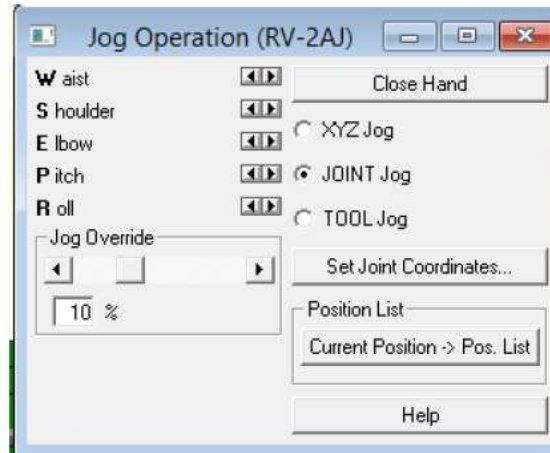 Jog Operation (RV-2AJ)
Waist
Shoulder
Elbow
Pitch
Roll
Jog Override
10 %
Close Hand
XYZ Jog
JOINT Jog
TOOL Jog
Set Joint Coordinates...
Position List
Current Position -> Pos. List
Help